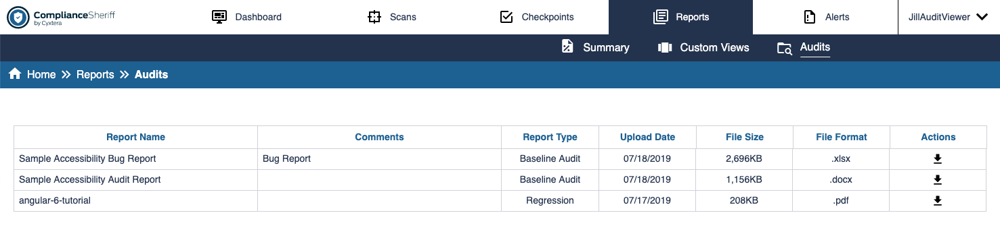 ComplianceSheriff
by Cyxtera
Dashboard Scans Checkpoints Reports Alerts JillAuditViewer
Summary Custom Views Audits
Home Reports Audits
Report Name Comments Report Type Upload Date File Size File Format Actions
Sample Accessibility Bug Report Bug Report Baseline Audit 07/18/2019 2,696KB .xlsx
Sample Accessibility Audit Report Baseline Audit 07/18/2019 1,156KB .docx
angular-6-tutorial Regression 07/17/2019 208KB .pdf